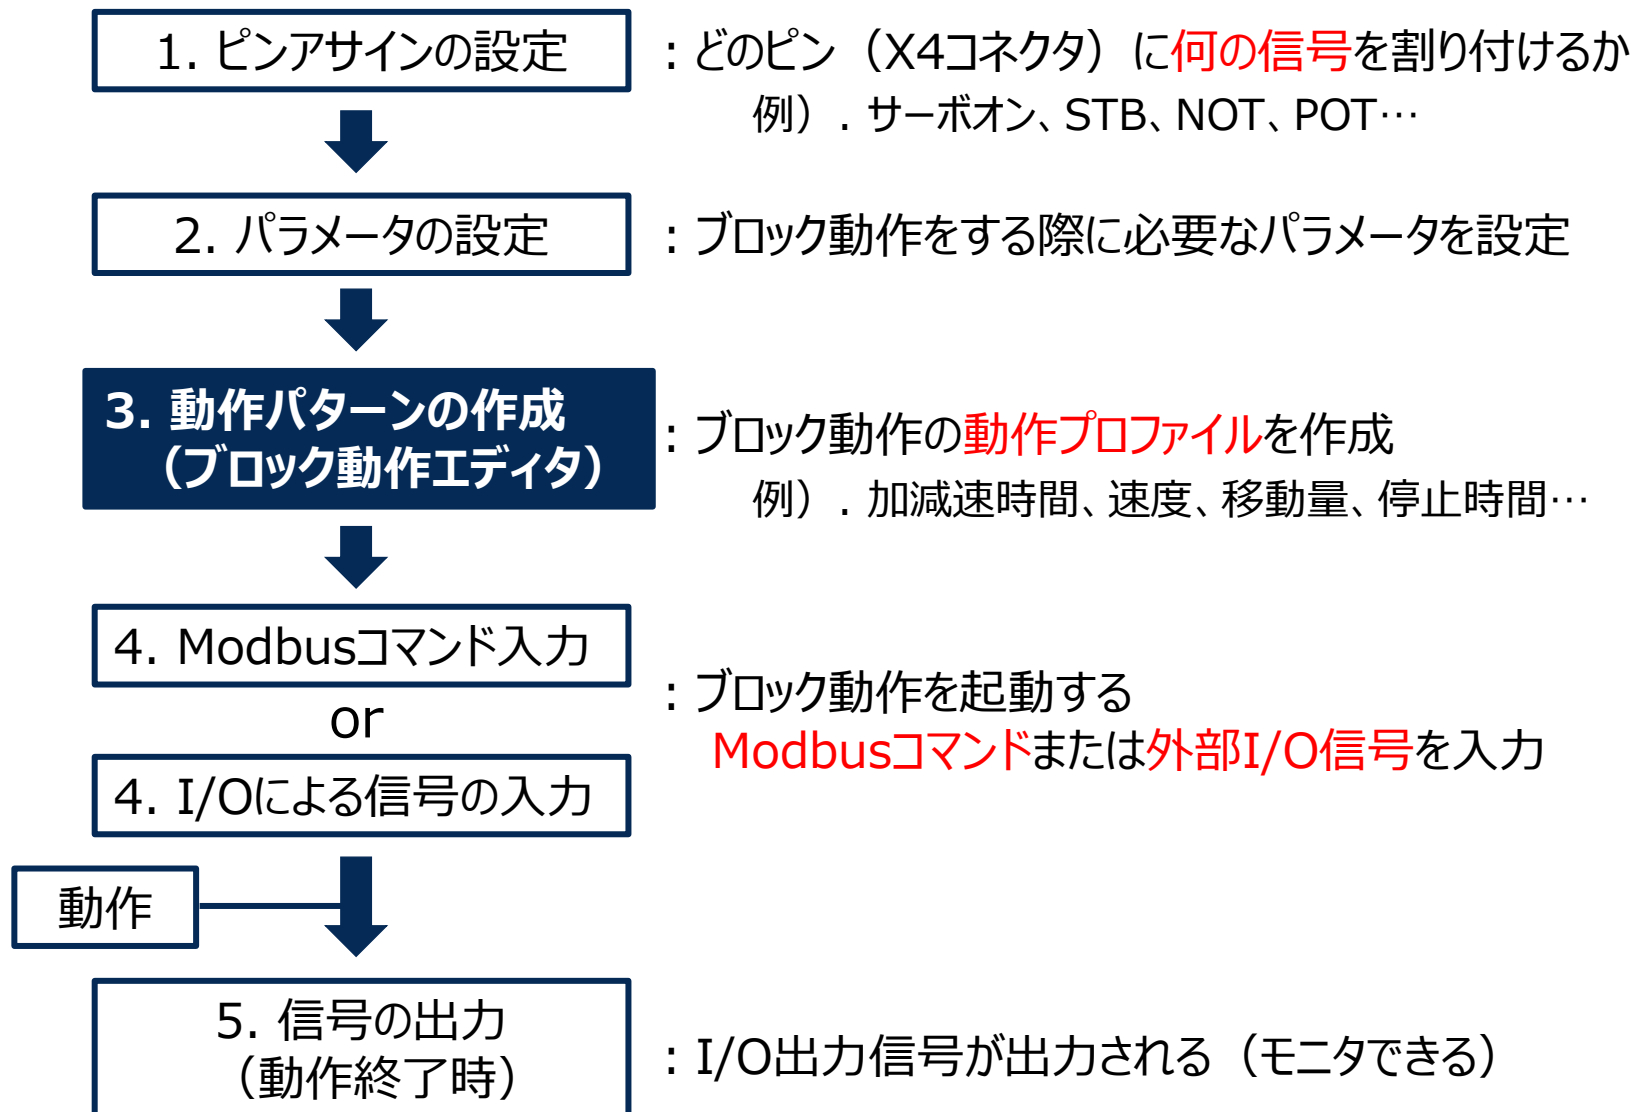 1. ピンアサインの設定
：どのピン（X4コネクタ）に何の信号を割り付けるか
例）. サーボオン、STB、NOT、POT…
2. パラメータの設定
：ブロック動作をする際に必要なパラメータを設定
3. 動作パターンの作成
（ブロック動作エディタ）
：ブロック動作の動作プロファイルを作成
例）. 加減速時間、速度、移動量、停止時間…
4. Modbusコマンド入力
or
4. I/Oによる信号の入力
：ブロック動作を起動する
Modbusコマンドまたは外部I/O信号を入力
動作
5. 信号の出力
（動作終了時）
：I/O出力信号が出力される（モニタできる）